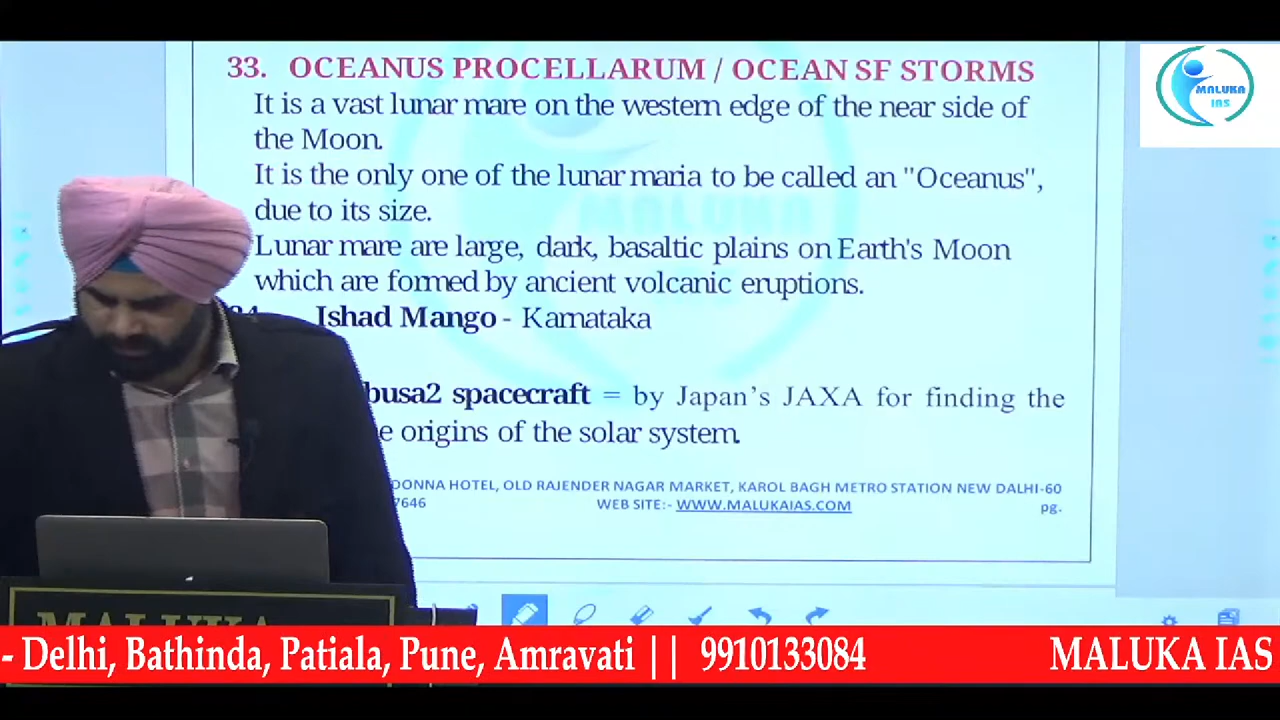 33. OCEANUS PROCELLARUM / OCEAN SF STORMS
It is a vast lunar mare on the western edge of the near side of
the Moon.
It is the only one of the lunar maria to be called an "Oceanus",
due to its size.
Lunar mare are large, dark, basaltic plains on Earth's Moon
which are formed by ancient volcanic eruptions.
Ishad Mango - Karnataka
busa2 spacecraft = by Japan's JAXA for finding the
e origins of the solar system.
DONNA HOTEL, OLD RAJENDER NAGAR MARKET, KAROL BAGH METRO STATION NEW DALHI-60
7646 WEB SITE:- WWW.MALUKAIAS.COM pg.
MALUKA
IAS
MALUKA
MALUKA
- Delhi, Bathinda, Patiala, Pune, Amravati || 9910133084 MALUKA IAS